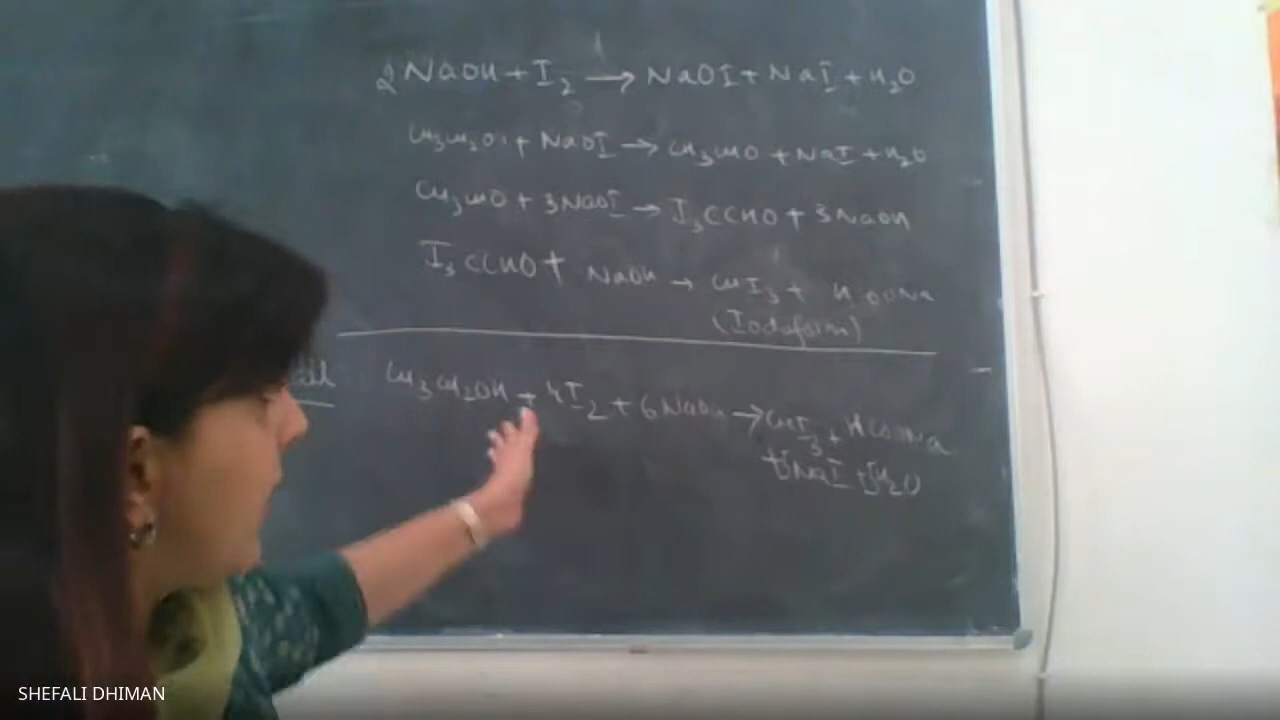 2NaOH + I₂ → NaOI + NaI + H₂O
CH₃CH₂OH + NaOI → CH₃CHO + NaI + H₂O
CH₃CHO + 3NaOI → I₃CCHO + 3NaOH
I₃CCHO + NaOH → CHI₃ + HCOONa
(Iodoform)
CH₃CH₂OH + 4I₂ + 6NaOH → CHI₃ + HCOONa
+ 5NaI + 5H₂O
SHEFALI DHIMAN